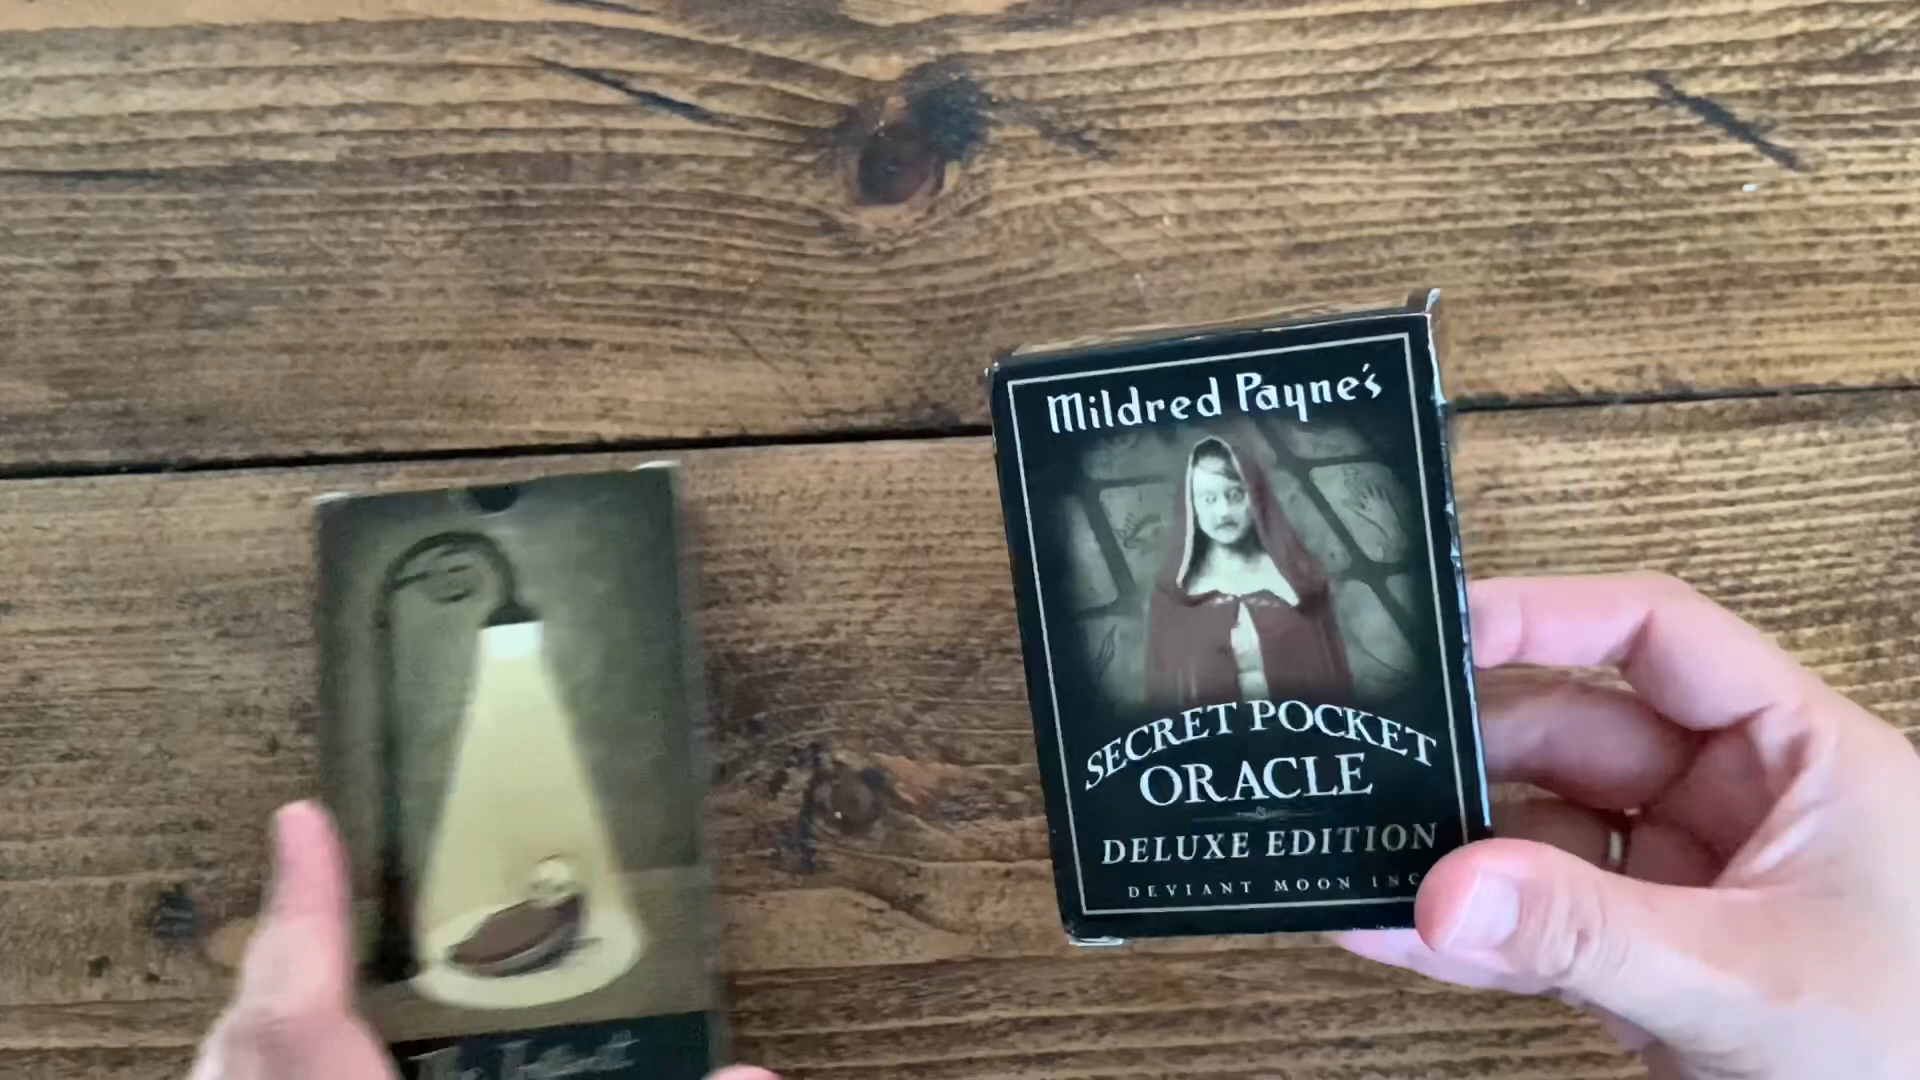 Mildred Payne's
SECRET POCKET
ORACLE
DELUXE EDITION
DEVIANT MOON INC